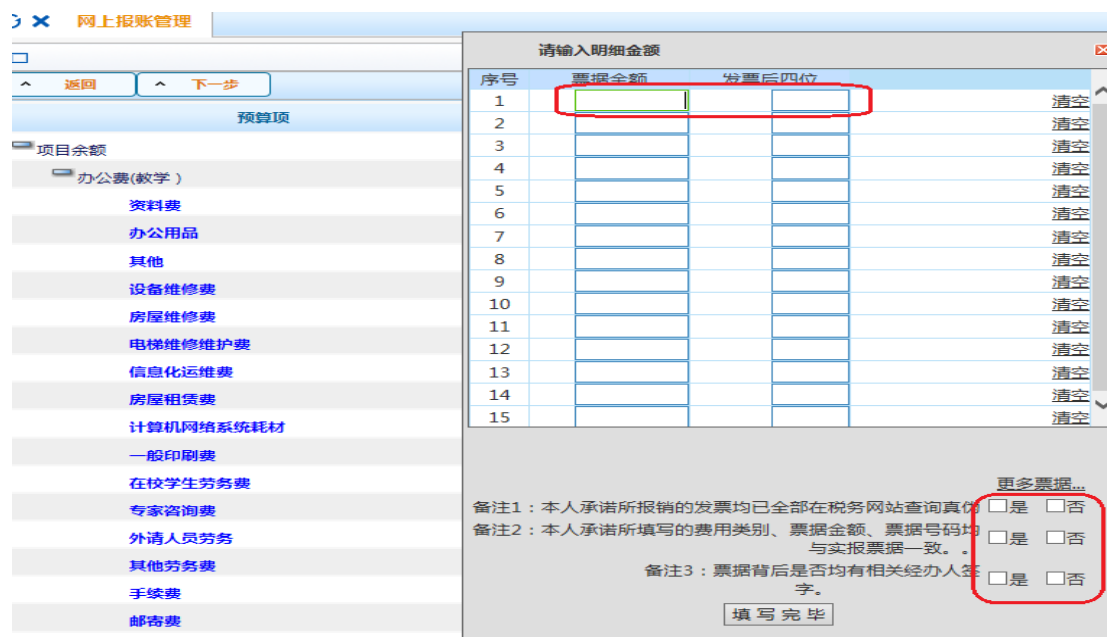 网上报账管理
返回 下一步
预算项
项目余额
办公费(教学)
资料费
办公用品
其他
设备维修费
房屋维修费
电梯维修维护费
信息化运维费
房屋租赁费
计算机网络系统耗材
一般印刷费
在校学生劳务费
专家咨询费
外请人员劳务
其他劳务费
手续费
邮寄费
请输入明细金额
序号 票据金额 发票后四位
1 清空
2 清空
3 清空
4 清空
5 清空
6 清空
7 清空
8 清空
9 清空
10 清空
11 清空
12 清空
13 清空
14 清空
15 清空
更多票据...
备注1：本人承诺所报销的发票均已全部在税务网站查询真伪 是 否
备注2：本人承诺所填写的费用类别、票据金额、票据号码均
与实报票据一致。。 是 否
备注3：票据背后是否均有相关经办人签
字。 是 否
填写完毕